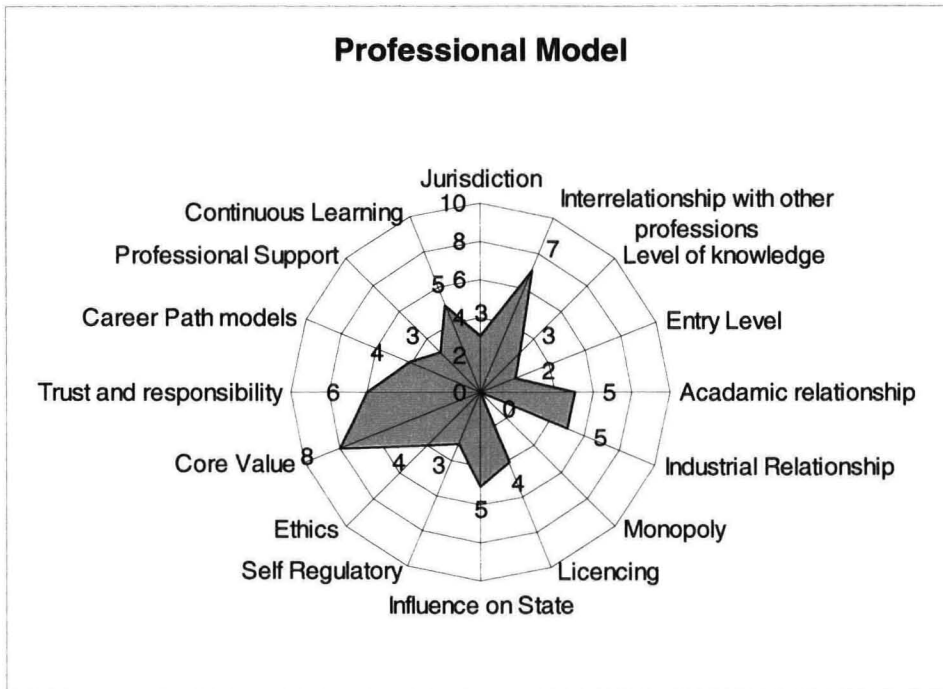 Professional Model
Jurisdiction
10
Interrelationship with other
professions
Continuous Learning
8
7
Professional Support
Level of knowledge
5
6
Career Path models
4
3
3
3
Entry Level
4
2
2
Trust and responsibility
6
0
5
Acadamic relationship
0
Core Value
8
4
3
5
Industrial Relationship
4
5
Ethics
Monopoly
Self Regulatory
Licencing
Influence on State